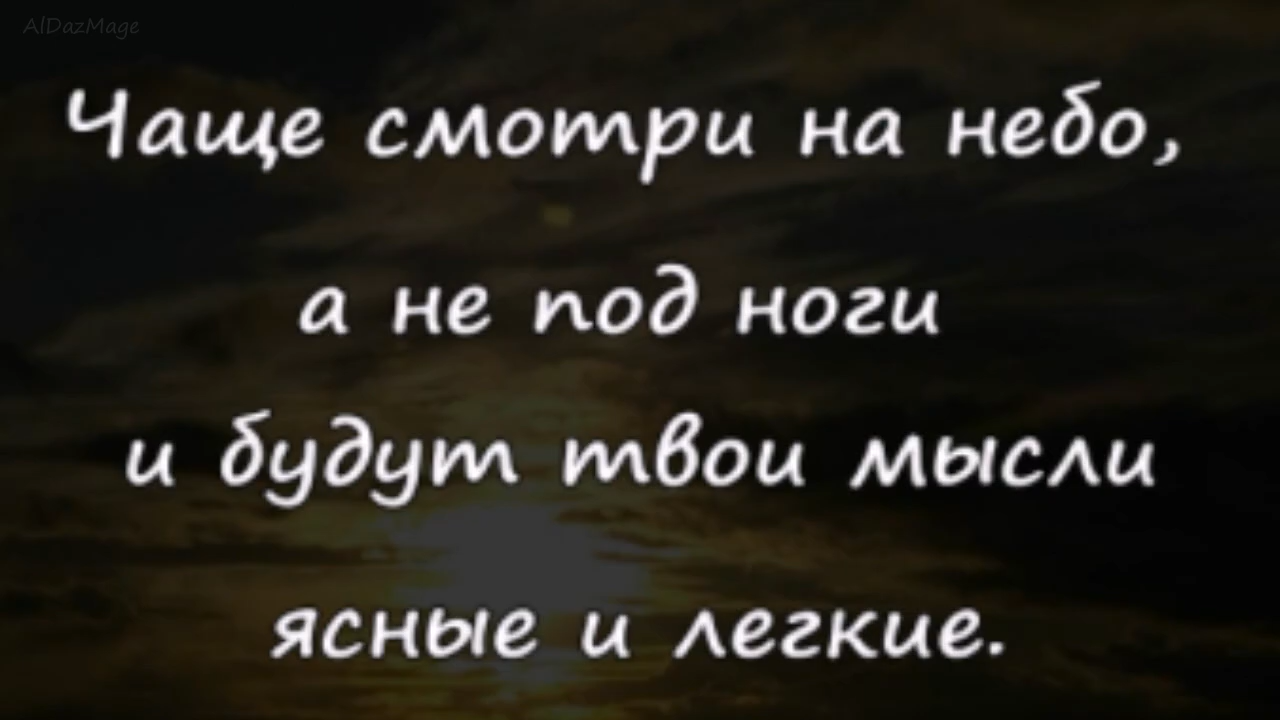 AlDazMage
Чаще смотри на небо,
а не под ноги
и будут твои мысли
ясные и легкие.